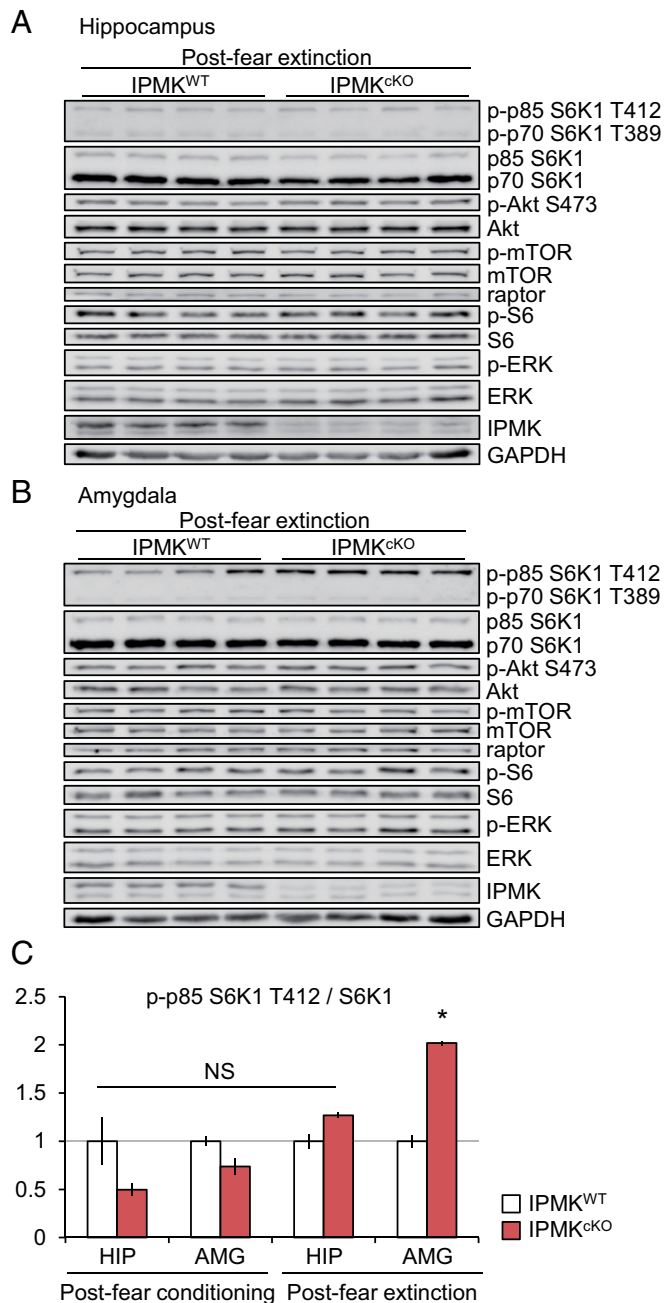 A Hippocampus
Post-fear extinction
IPMKWT IPMKcKO
p-p85 S6K1 T412
p-p70 S6K1 T389
p85 S6K1
p70 S6K1
p-Akt S473
Akt
p-mTOR
mTOR
raptor
p-S6
S6
p-ERK
ERK
IPMK
GAPDH
B Amygdala
Post-fear extinction
IPMKWT IPMKcKO
p-p85 S6K1 T412
p-p70 S6K1 T389
p85 S6K1
p70 S6K1
p-Akt S473
Akt
p-mTOR
mTOR
raptor
p-S6
S6
p-ERK
ERK
IPMK
GAPDH
C
p-p85 S6K1 T412 / S6K1
2.5
2
1.5
1
0.5
0
NS
*
IPMKWT
IPMKcKO
HIP AMG HIP AMG
Post-fear conditioning Post-fear extinction